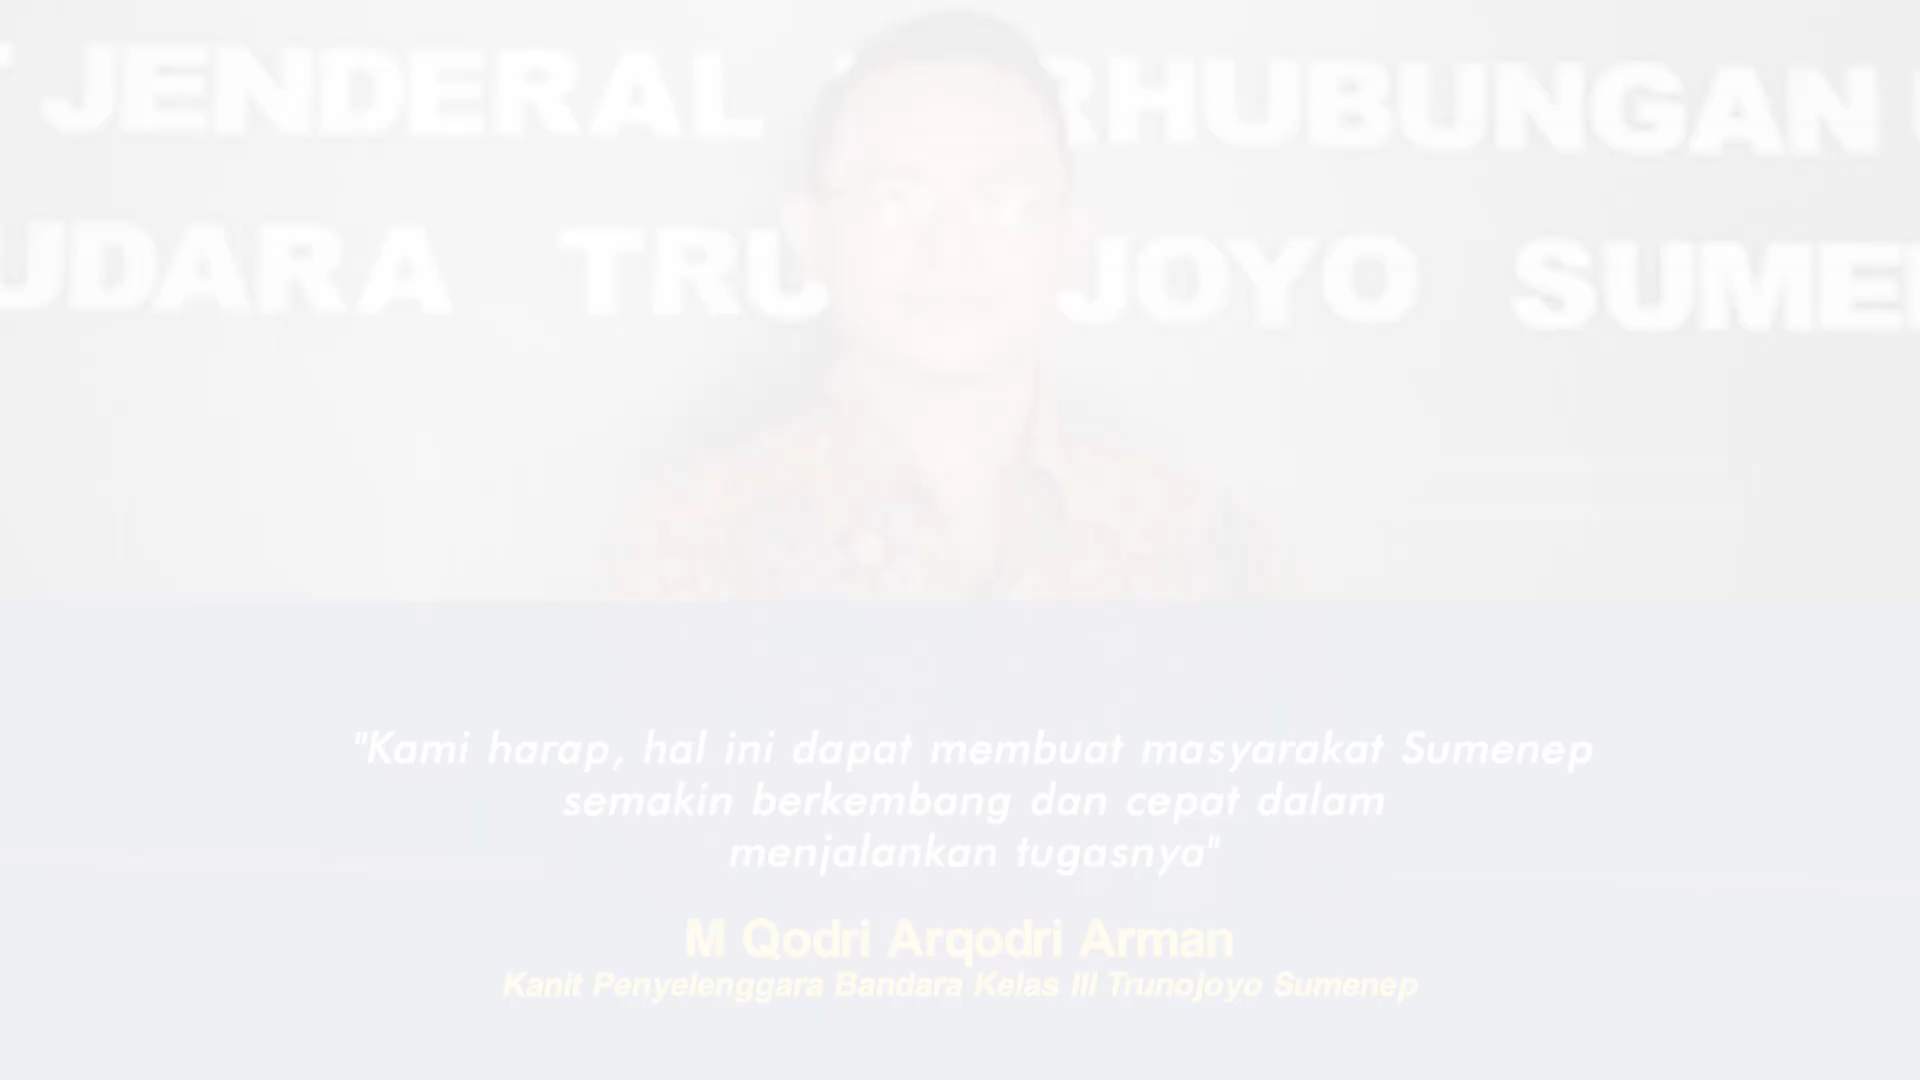 JENDERAL RHUBUNGAN
UDARA TRU JOYO SUME
"Kami harap, hal ini dapat membuat masyarakat Sumenep
semakin berkembang dan cepat dalam
menjalankan tugasnya"
M Qodri Arqodri Arman
Kanit Penyelenggara Bandara Kelas III Trunojoyo Sumenep